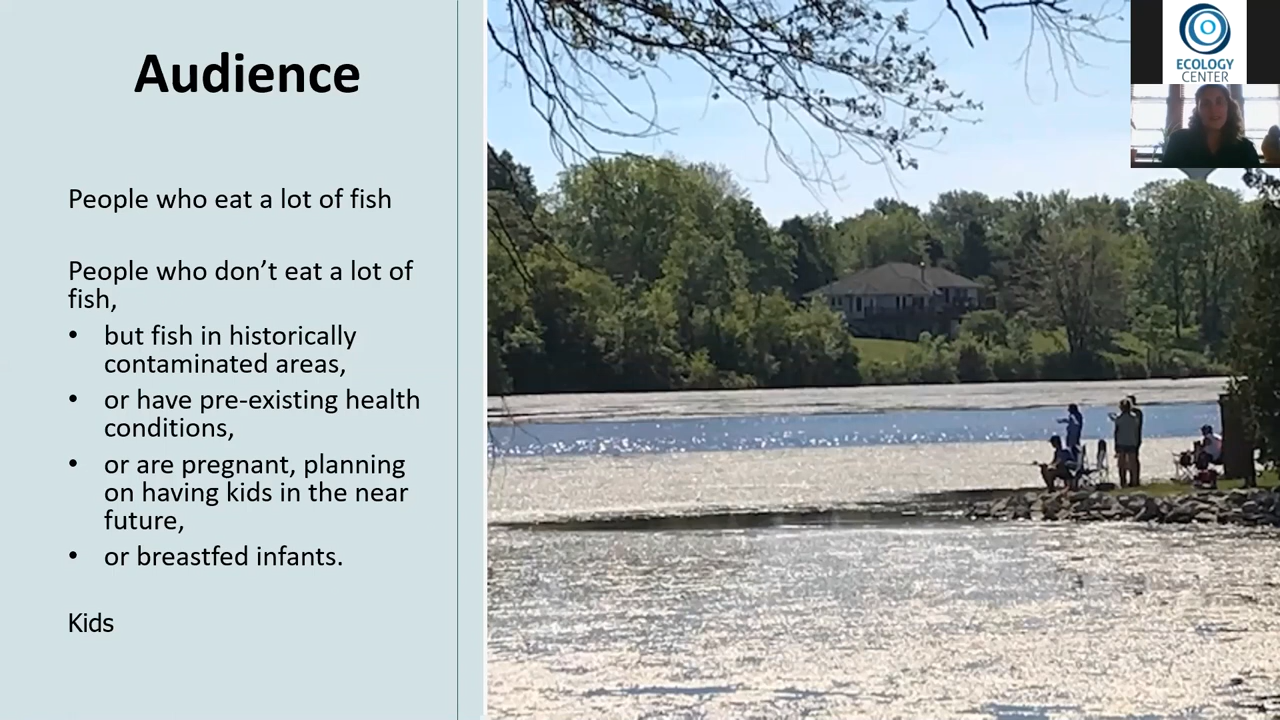 Audience
People who eat a lot of fish
People who don’t eat a lot of
fish,
• but fish in historically
contaminated areas,
• or have pre-existing health
conditions,
• or are pregnant, planning
on having kids in the near
future,
• or breastfed infants.
Kids
ECOLOGY
CENTER